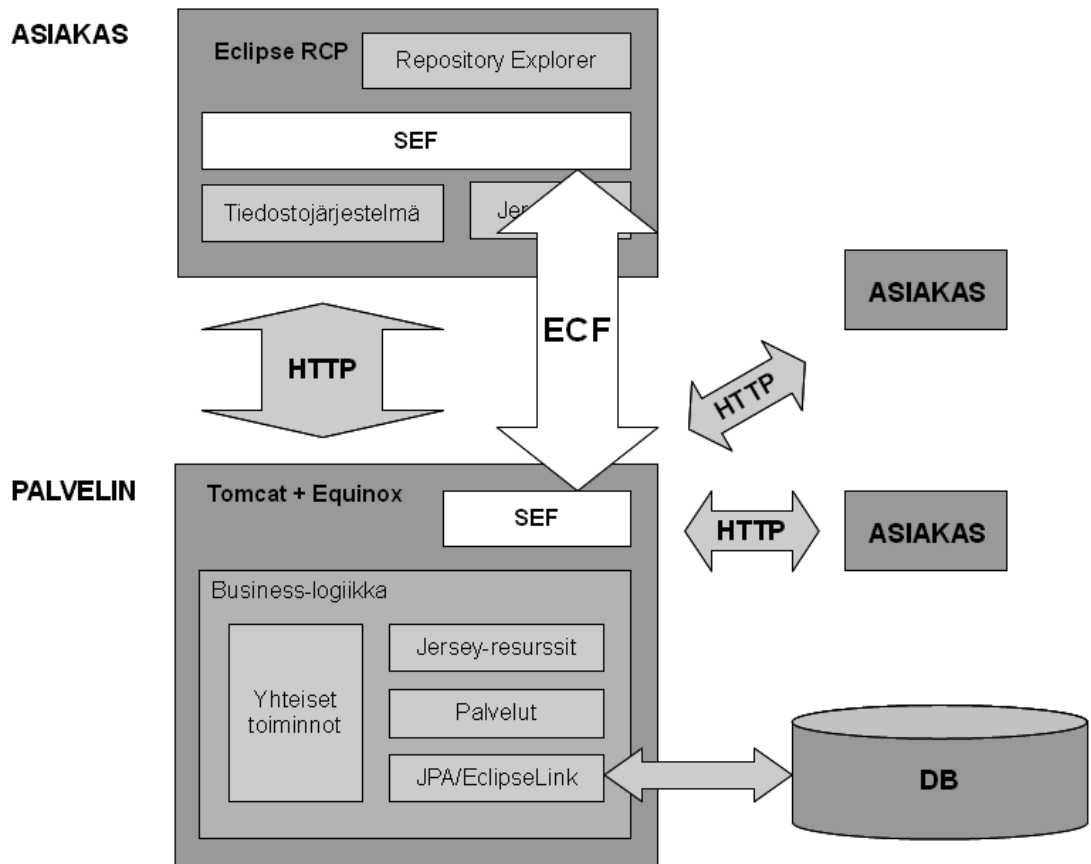 ASIAKAS
Eclipse RCP
Repository Explorer
SEF
Tiedostojärjestelmä
ECF
HTTP
ASIAKAS
HTTP
PALVELIN
Tomcat + Equinox
SEF
HTTP
ASIAKAS
Business-logiikka
Yhteiset
toiminnot
Jersey-resurssit
Palvelut
JPA/EclipseLink
DB